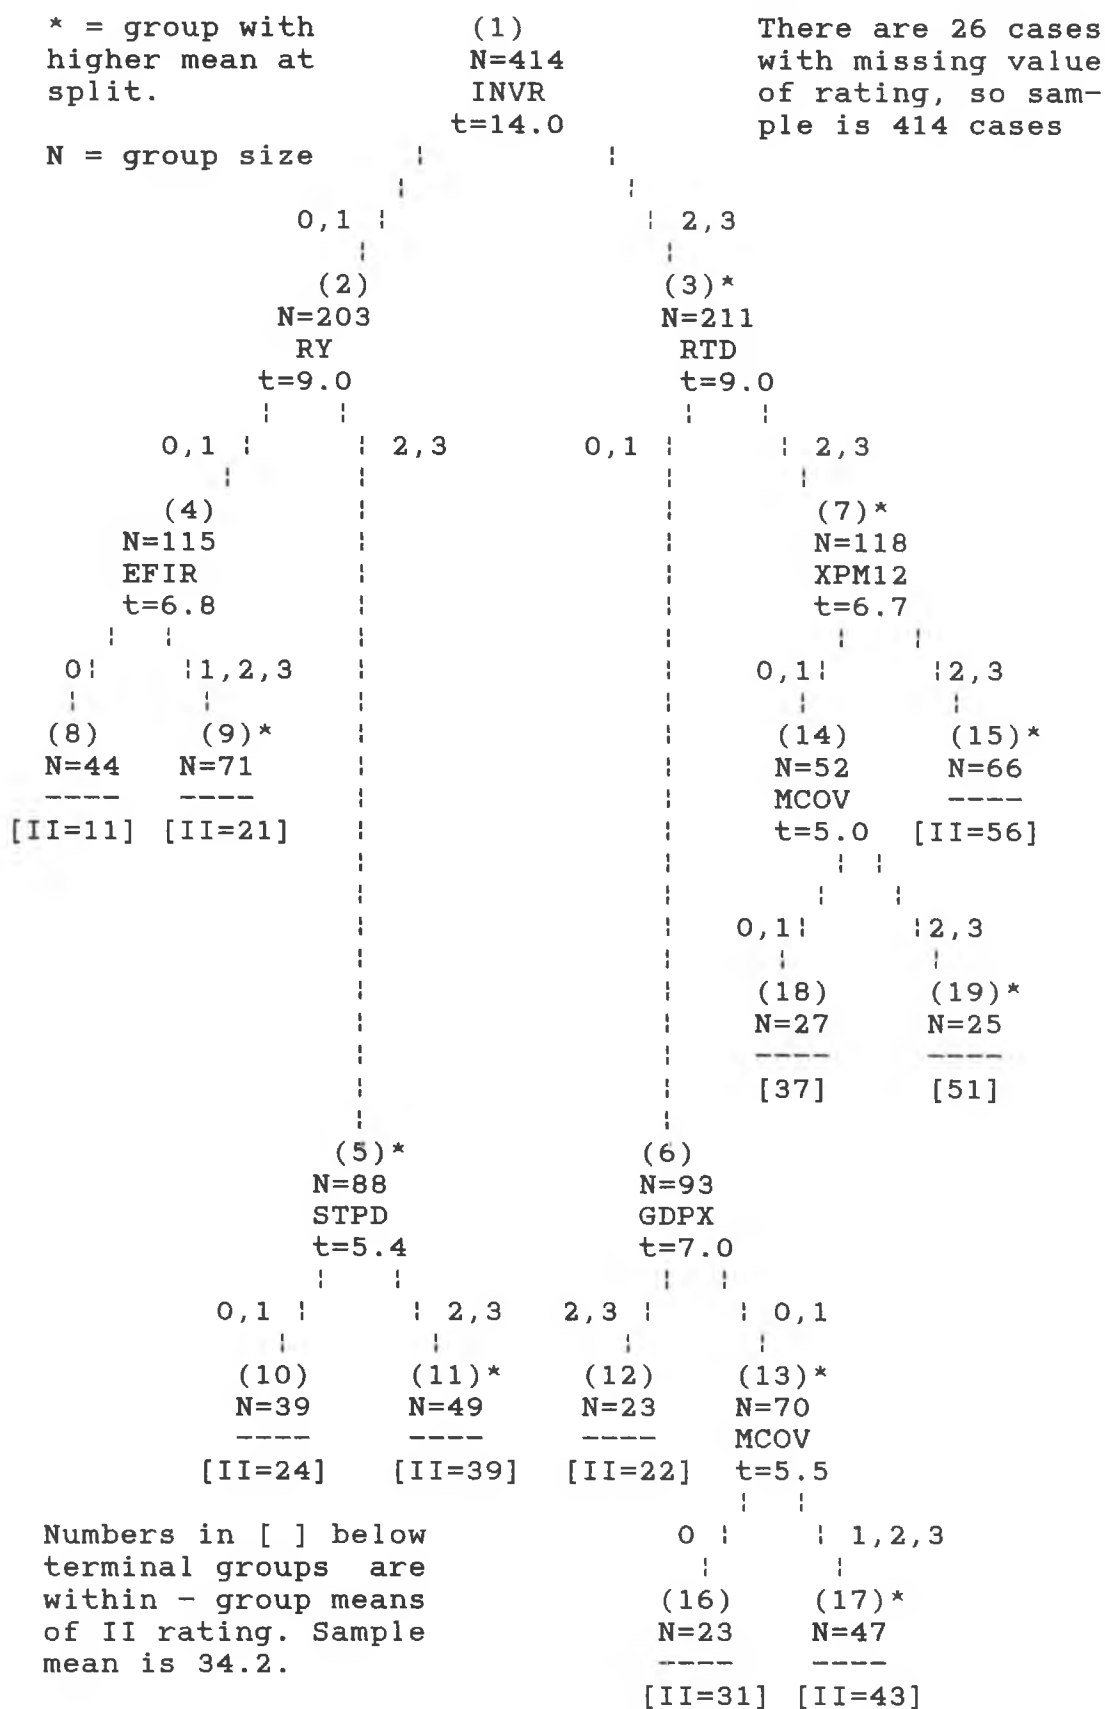 * = group with
higher mean at
split.
N = group size
(1)
N=414
INVR
t=14.0
There are 26 cases
with missing value
of rating, so sam-
ple is 414 cases
0,1 2,3
(2) (3)*
N=203 N=211
RY RTD
t=9.0 t=9.0
0,1 2,3 0,1 2,3
(4) (7)*
N=115 N=118
EFIR XPM12
t=6.8 t=6.7
0 1,2,3 0,1 2,3
(8) (9)* (14) (15)*
N=44 N=71 N=52 N=66
---- ---- MCOV ----
[II=11] [II=21] t=5.0 [II=56]
0,1 2,3
(18) (19)*
N=27 N=25
---- ----
[37] [51]
(5)* (6)
N=88 N=93
STPD GDPX
t=5.4 t=7.0
0,1 2,3 2,3 0,1
(10) (11)* (12) (13)*
N=39 N=49 N=23 N=70
---- ---- ---- MCOV
[II=24] [II=39] [II=22] t=5.5
0 1,2,3
(16) (17)*
N=23 N=47
---- ----
[II=31] [II=43]
Numbers in [ ] below
terminal groups are
within - group means
of II rating. Sample
mean is 34.2.